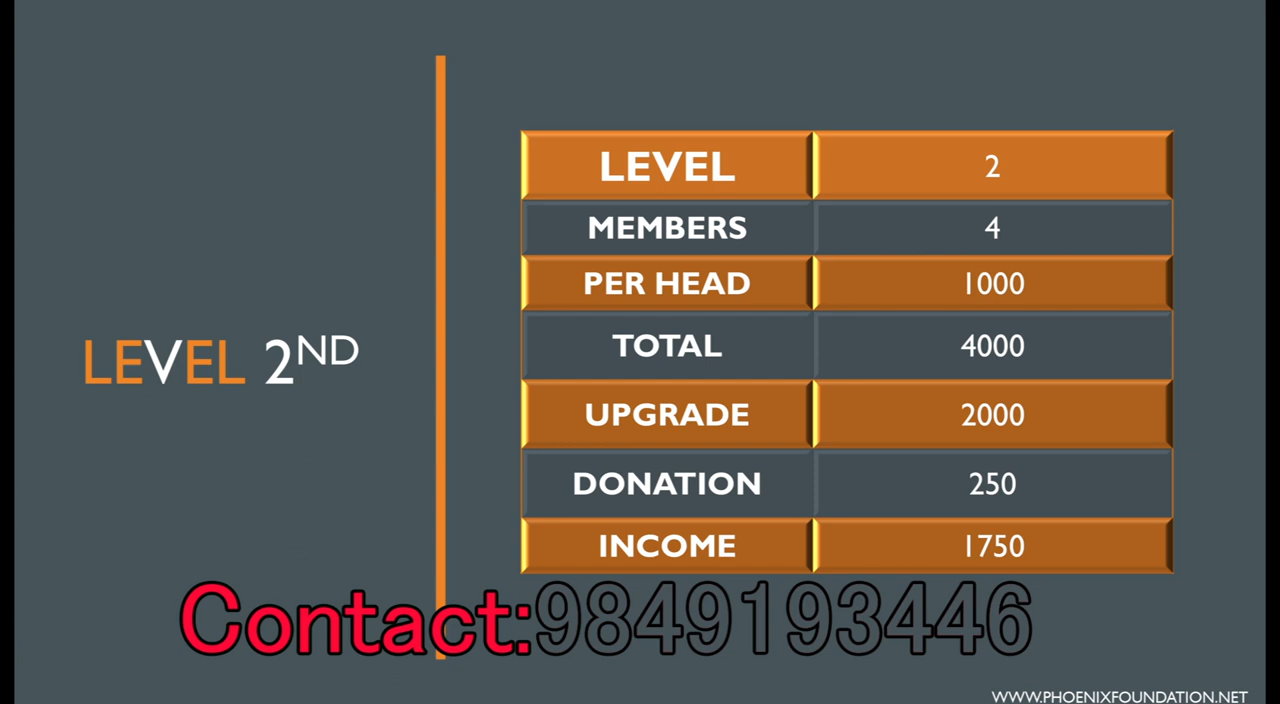 LEVEL 2ND
LEVEL 2
MEMBERS 4
PER HEAD 1000
TOTAL 4000
UPGRADE 2000
DONATION 250
INCOME 1750
Contact:9849193446
WWW.PHOENIXFOUNDATION.NET